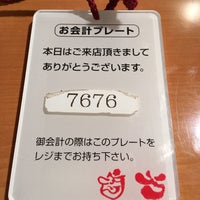 お会計プレート
本日はご来店頂きまして
ありがとうございます。
7676
御会計の際はこのプレートを
レジまでお持ち下さい。